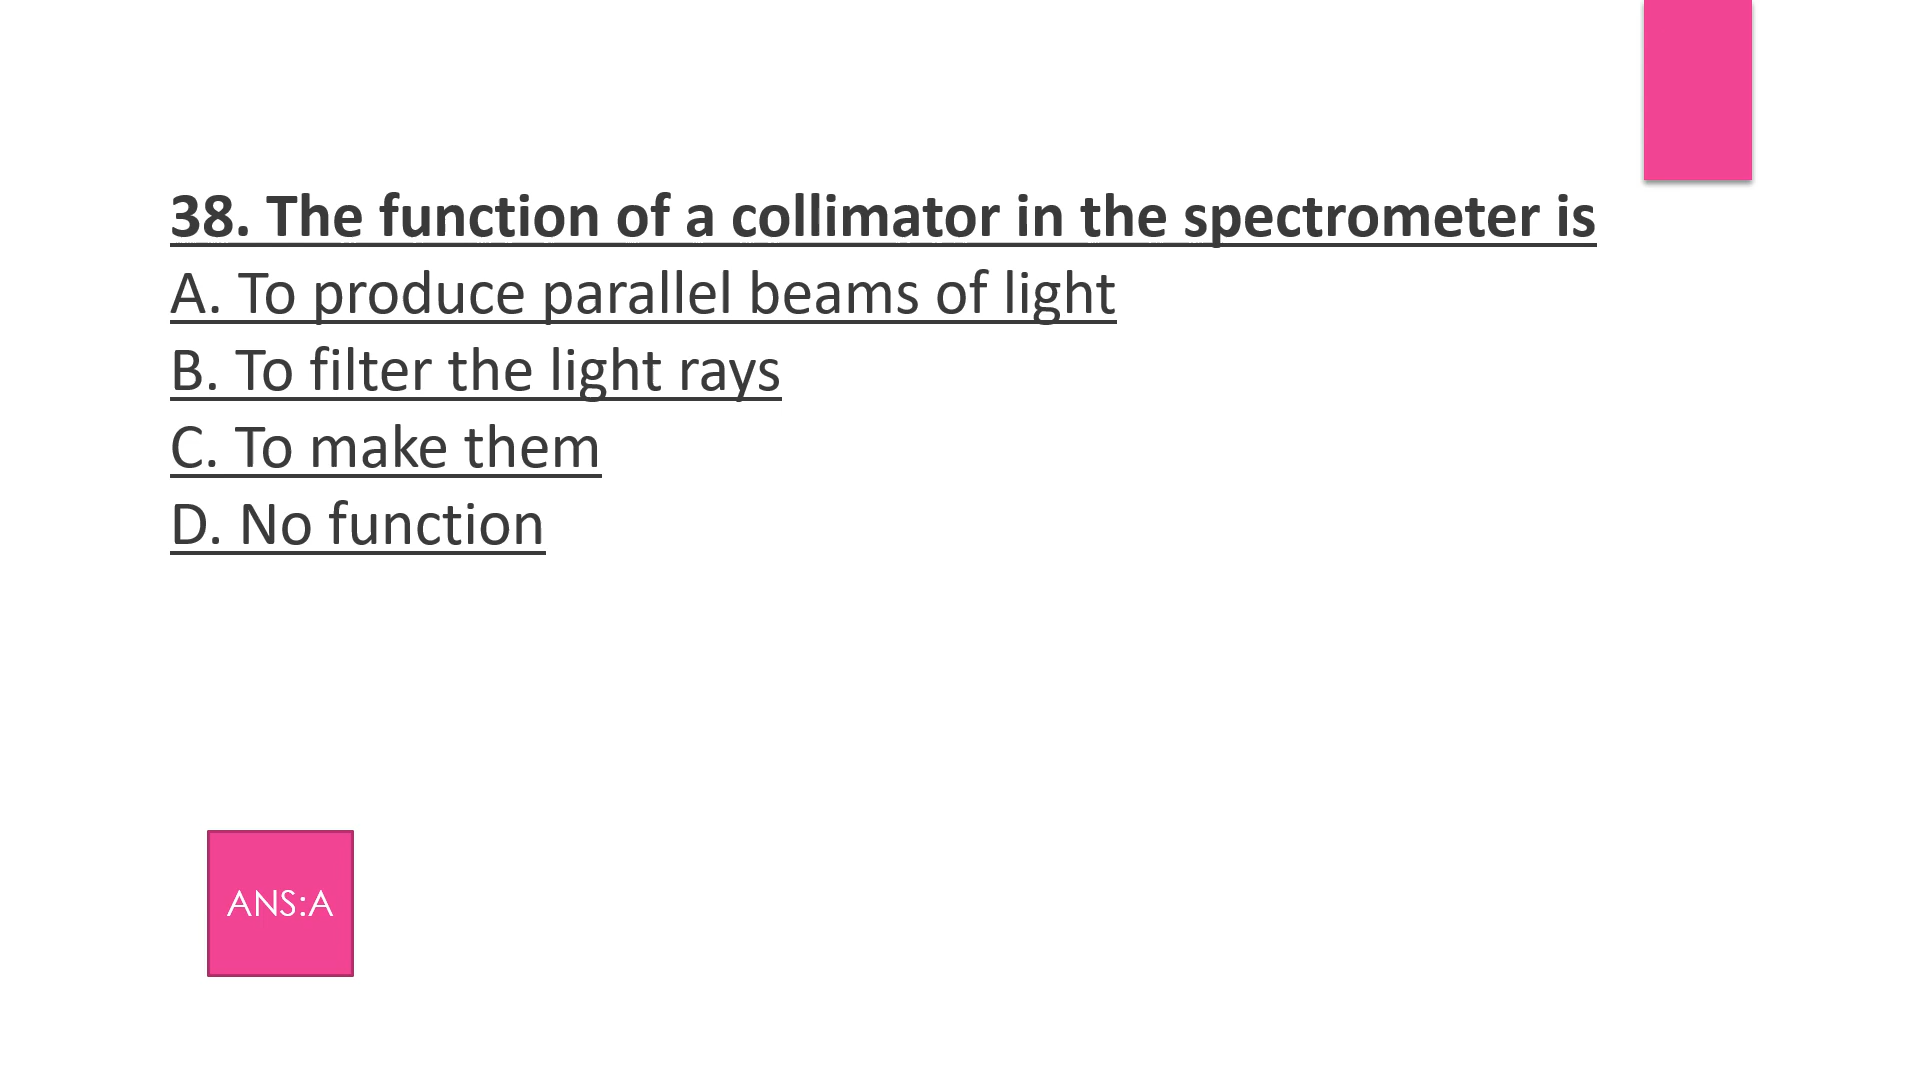 38. The function of a collimator in the spectrometer is
A. To produce parallel beams of light
B. To filter the light rays
C. To make them
D. No function
ANS:A